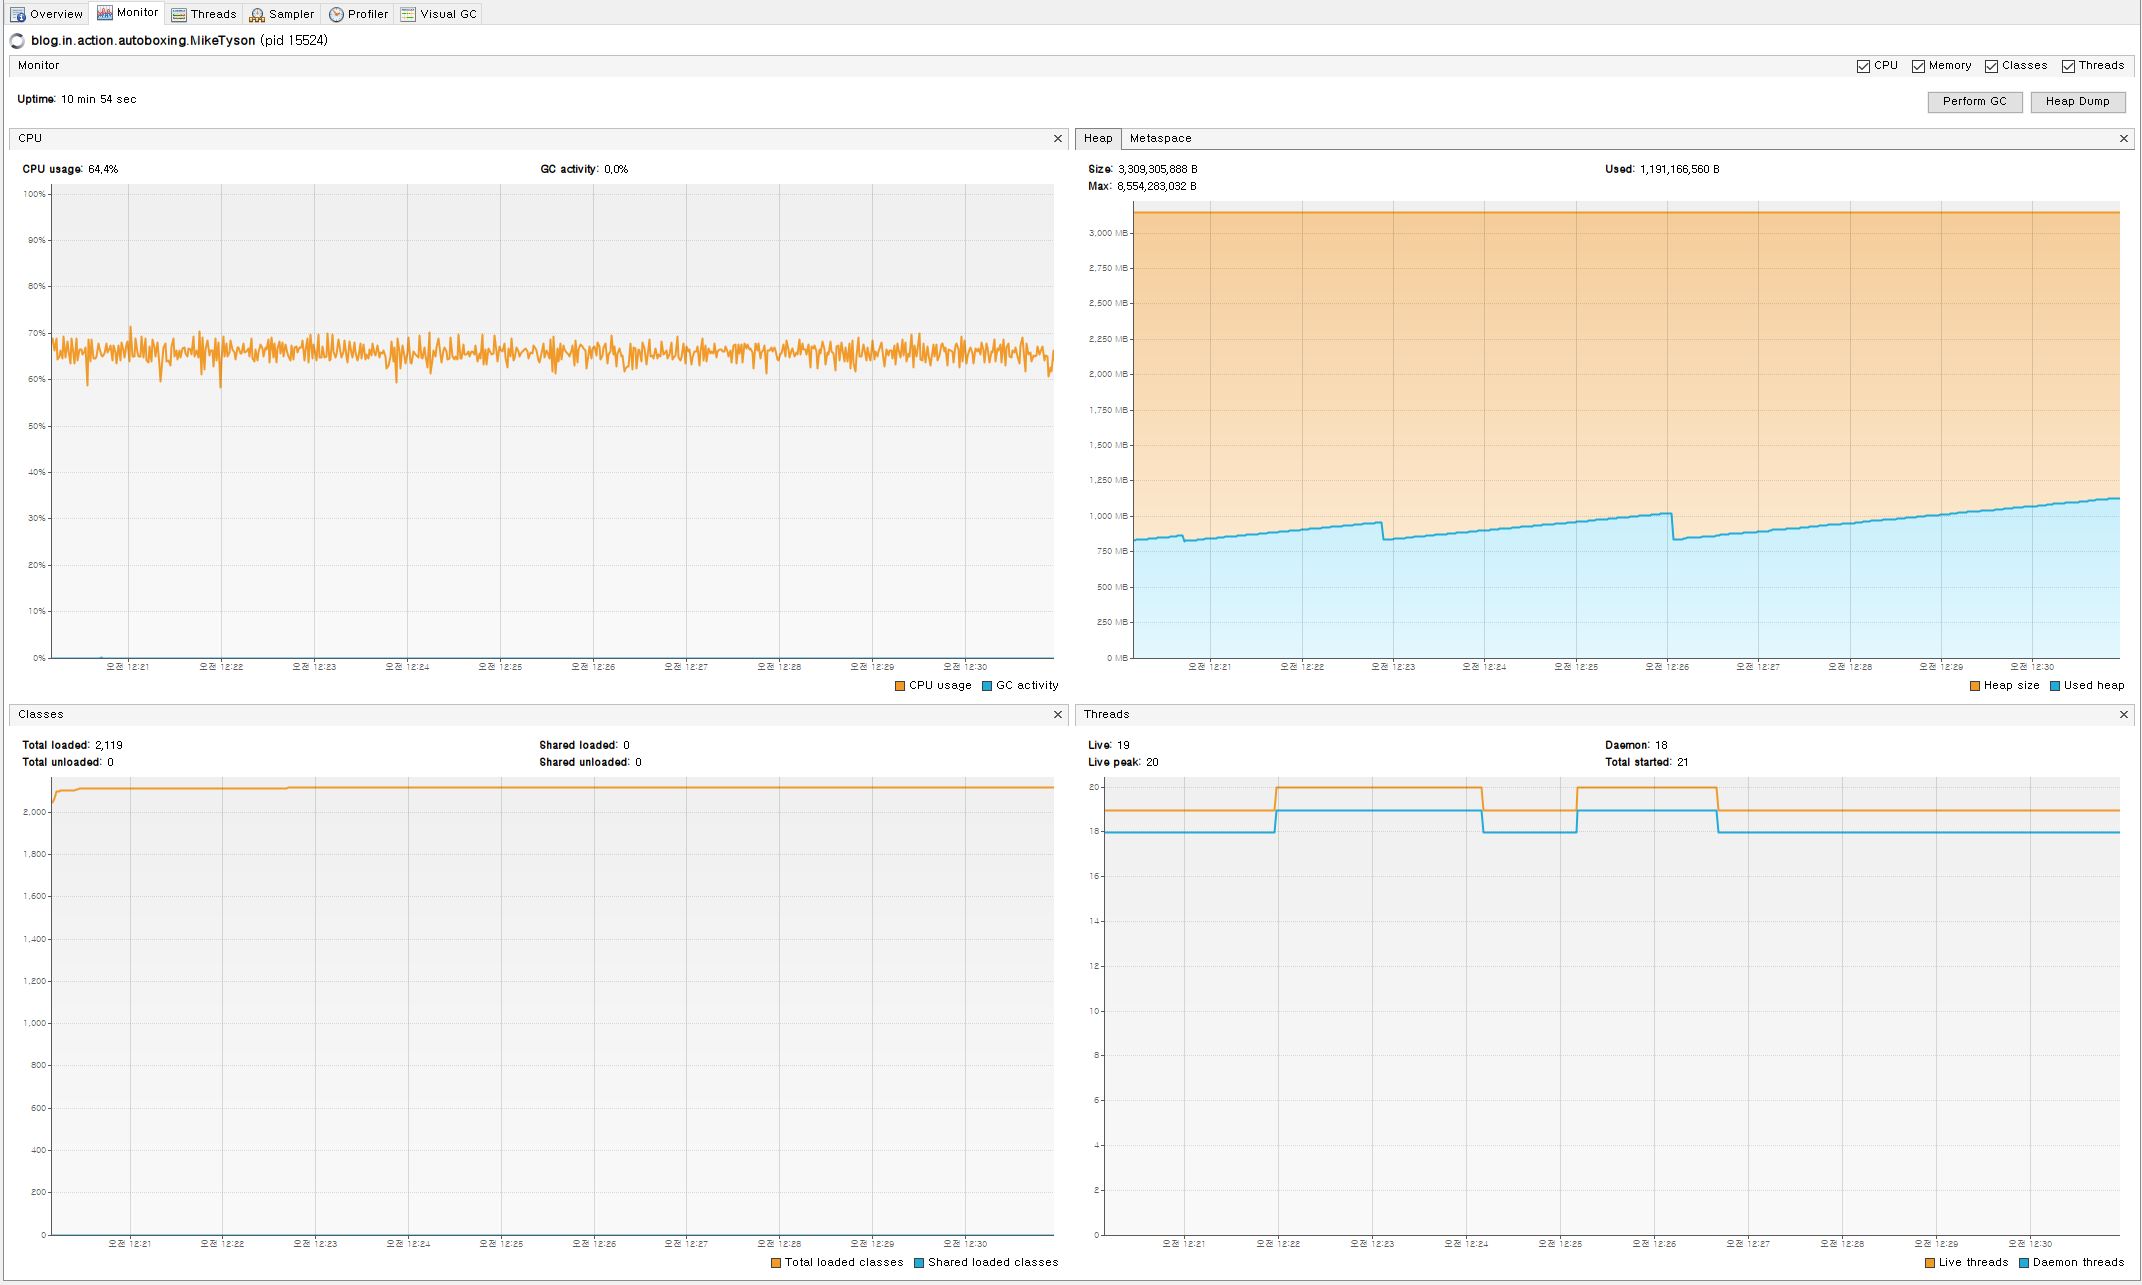 Overview Monitor Threads Sampler Profiler Visual GC
blog.in.action.autoboxing.MikeTyson (pid 15524)
Monitor
CPU Memory Classes Threads
Uptime: 10 min 54 sec
Perform GC Heap Dump
CPU
CPU usage: 64,4% GC activity: 0,0%
100%
90%
80%
70%
60%
50%
40%
30%
20%
10%
0%
오전 12:21 오전 12:22 오전 12:23 오전 12:24 오전 12:25 오전 12:26 오전 12:27 오전 12:28 오전 12:29 오전 12:30
CPU usage GC activity
Heap Metaspace
Size: 3,309,305,888 B Used: 1,191,166,560 B
Max: 8,554,283,032 B
3,000 MB
2,750 MB
2,500 MB
2,250 MB
2,000 MB
1,750 MB
1,500 MB
1,250 MB
1,000 MB
750 MB
500 MB
250 MB
0 MB
오전 12:21 오전 12:22 오전 12:23 오전 12:24 오전 12:25 오전 12:26 오전 12:27 오전 12:28 오전 12:29 오전 12:30
Heap size Used heap
Classes
Total loaded: 2,119 Shared loaded: 0
Total unloaded: 0 Shared unloaded: 0
2,000
1,800
1,600
1,400
1,200
1,000
800
600
400
200
0
오전 12:21 오전 12:22 오전 12:23 오전 12:24 오전 12:25 오전 12:26 오전 12:27 오전 12:28 오전 12:29 오전 12:30
Total loaded classes Shared loaded classes
Threads
Live: 19 Daemon: 18
Live peak: 20 Total started: 21
20
18
16
14
12
10
8
6
4
2
0
오전 12:21 오전 12:22 오전 12:23 오전 12:24 오전 12:25 오전 12:26 오전 12:27 오전 12:28 오전 12:29 오전 12:30
Live threads Daemon threads